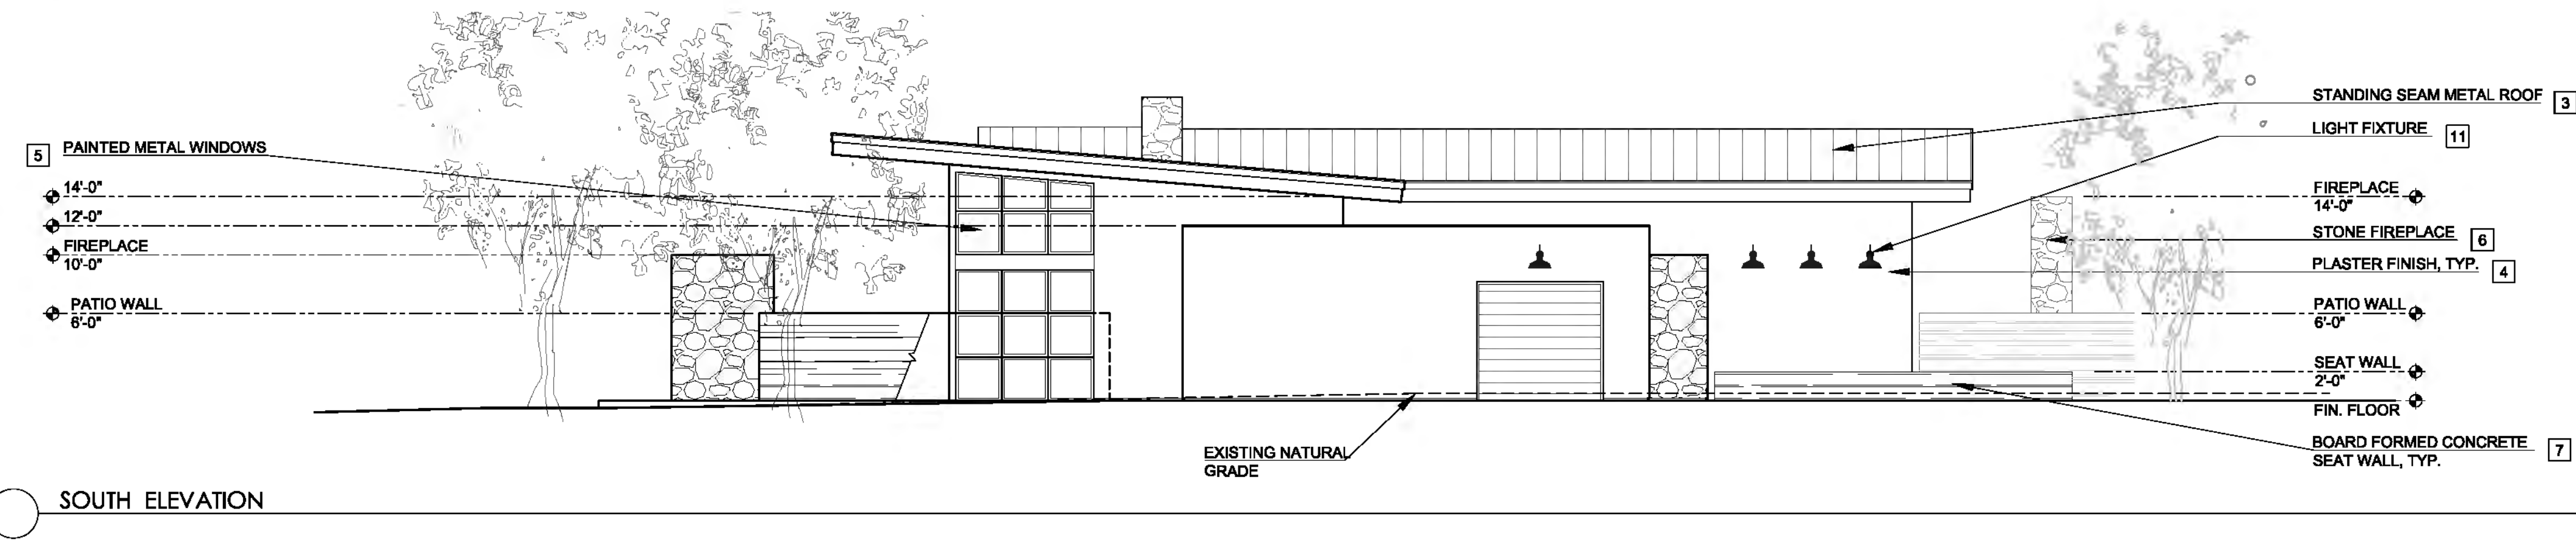 5 PAINTED METAL WINDOWS
14'-0"
12'-0"
FIREPLACE
10'-0"
PATIO WALL
6'-0"
STANDING SEAM METAL ROOF 3
LIGHT FIXTURE 11
FIREPLACE
14'-0"
STONE FIREPLACE 6
PLASTER FINISH, TYP. 4
PATIO WALL
6'-0"
SEAT WALL
2'-0"
FIN. FLOOR
BOARD FORMED CONCRETE 7
SEAT WALL, TYP.
EXISTING NATURAL
GRADE
SOUTH ELEVATION